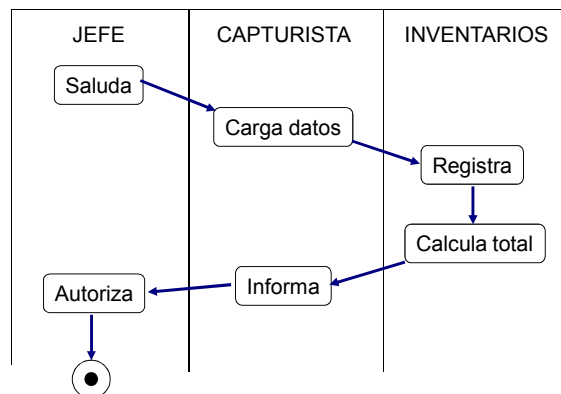 JEFE
CAPTURISTA
INVENTARIOS
Saluda
Carga datos
Registra
Calcula total
Informa
Autoriza